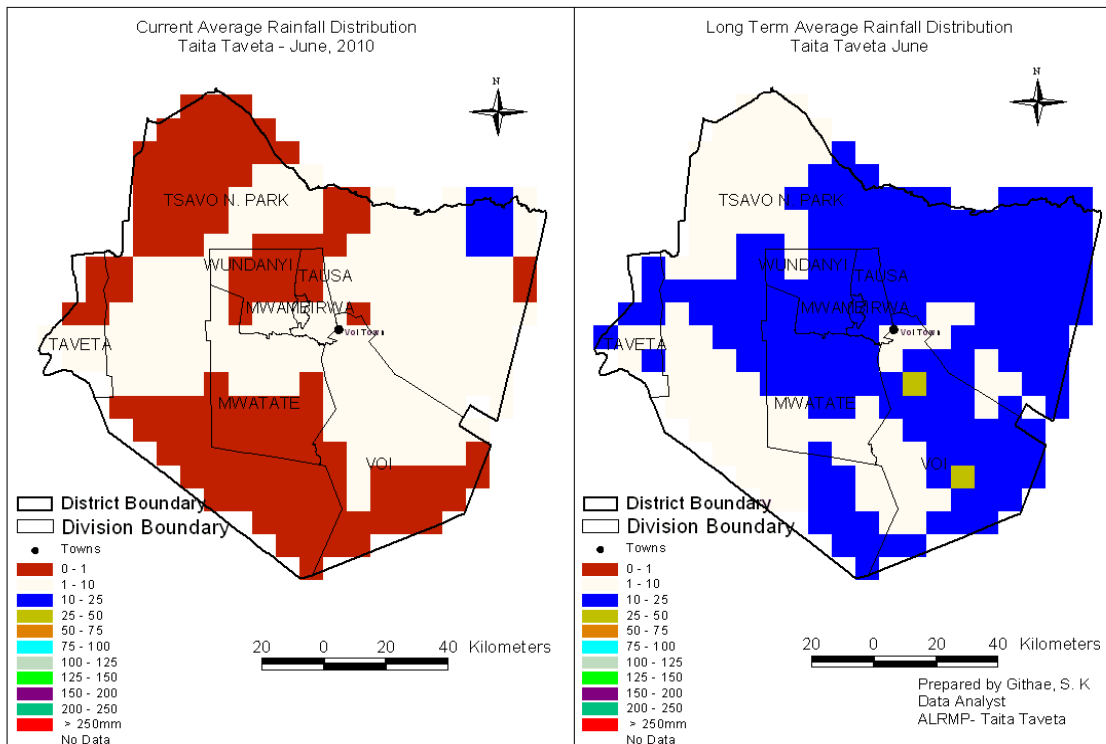 Current Average Rainfall Distribution
Taita Taveta - June, 2010
N
TSAVO N. PARK
WUNDANYI
TAUSA
MWAMBIRWA
Voi Town
TAVETA
MWATATE
VOI
District Boundary
Division Boundary
Towns
0 - 1
1 - 10
10 - 25
25 - 50
50 - 75
75 - 100
100 - 125
125 - 150
150 - 200
200 - 250
> 250mm
No Data
20 0 20 40 Kilometers
Long Term Average Rainfall Distribution
Taita Taveta June
N
TSAVO N. PARK
WUNDANYI
TAUSA
MWAMBIRWA
Voi Town
TAVETA
MWATATE
VOI
District Boundary
Division Boundary
Towns
0 - 1
1 - 10
10 - 25
25 - 50
50 - 75
75 - 100
100 - 125
125 - 150
150 - 200
200 - 250
> 250mm
No Data
20 0 20 40 Kilometers
Prepared by Githae, S. K
Data Analyst
ALRMP- Taita Taveta